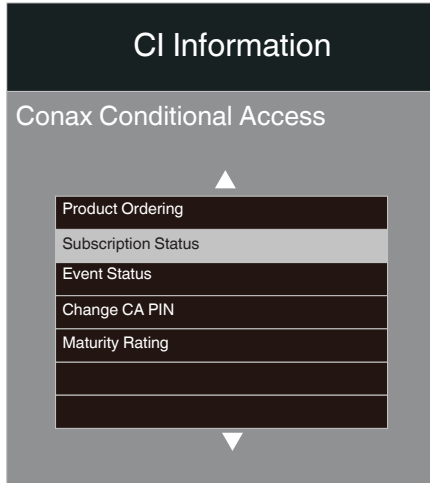 CI Information
Conax Conditional Access
Product Ordering
Subscription Status
Event Status
Change CA PIN
Maturity Rating